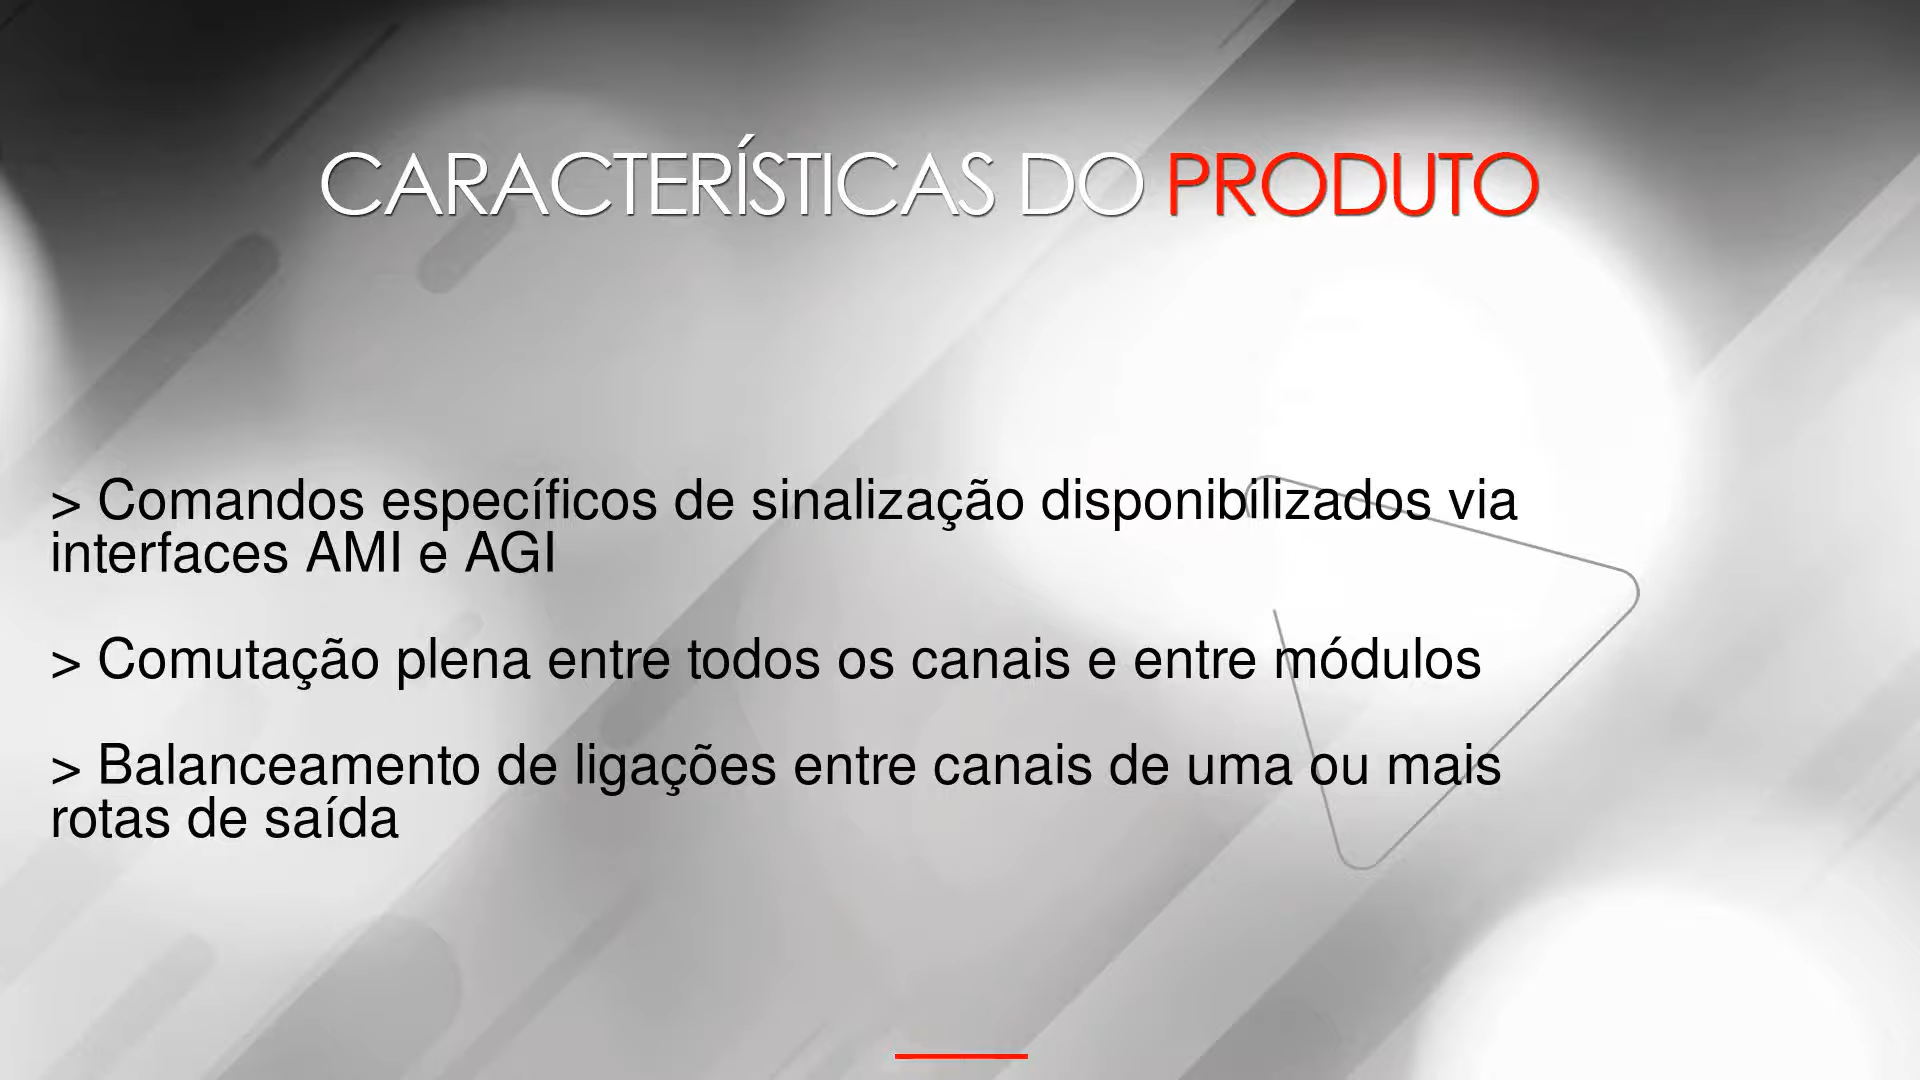 CARACTERÍSTICAS DO PRODUTO
> Comandos específicos de sinalização disponibilizados via
interfaces AMI e AGI
> Comutação plena entre todos os canais e entre módulos
> Balanceamento de ligações entre canais de uma ou mais
rotas de saída